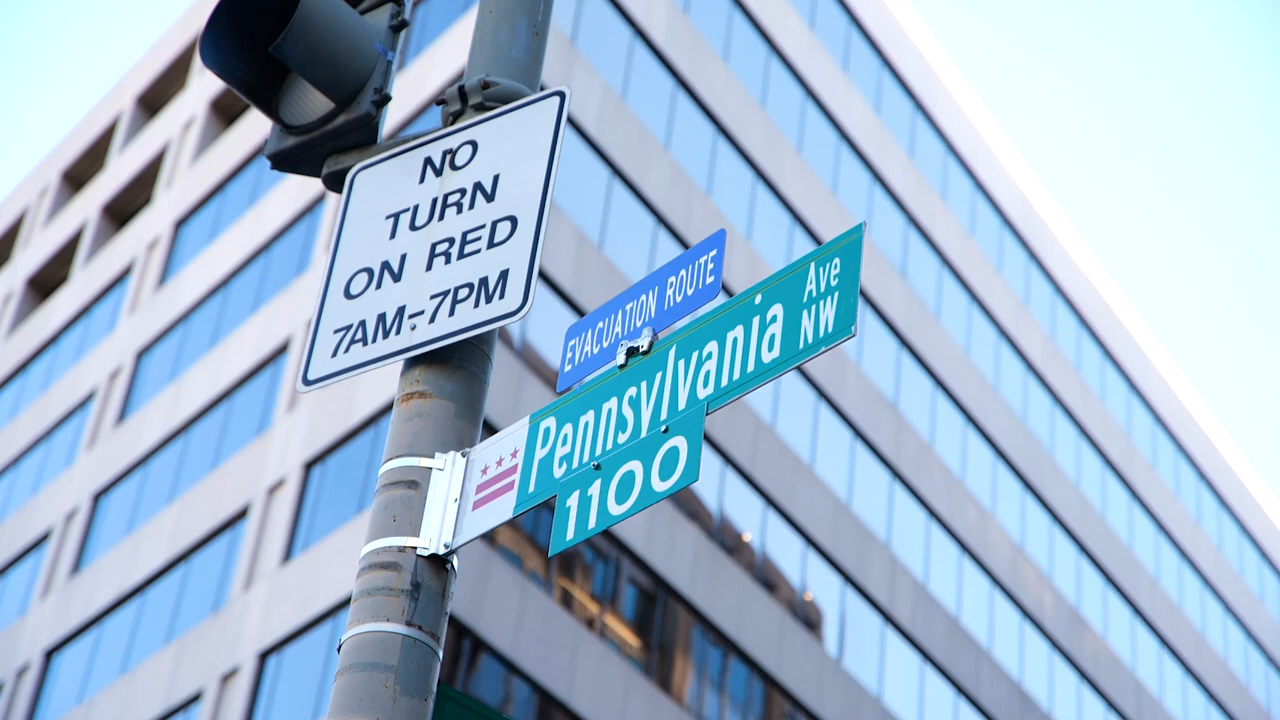 NO
TURN
ON RED
7AM-7PM
EVACUATION ROUTE
Pennsylvania Ave NW
1100